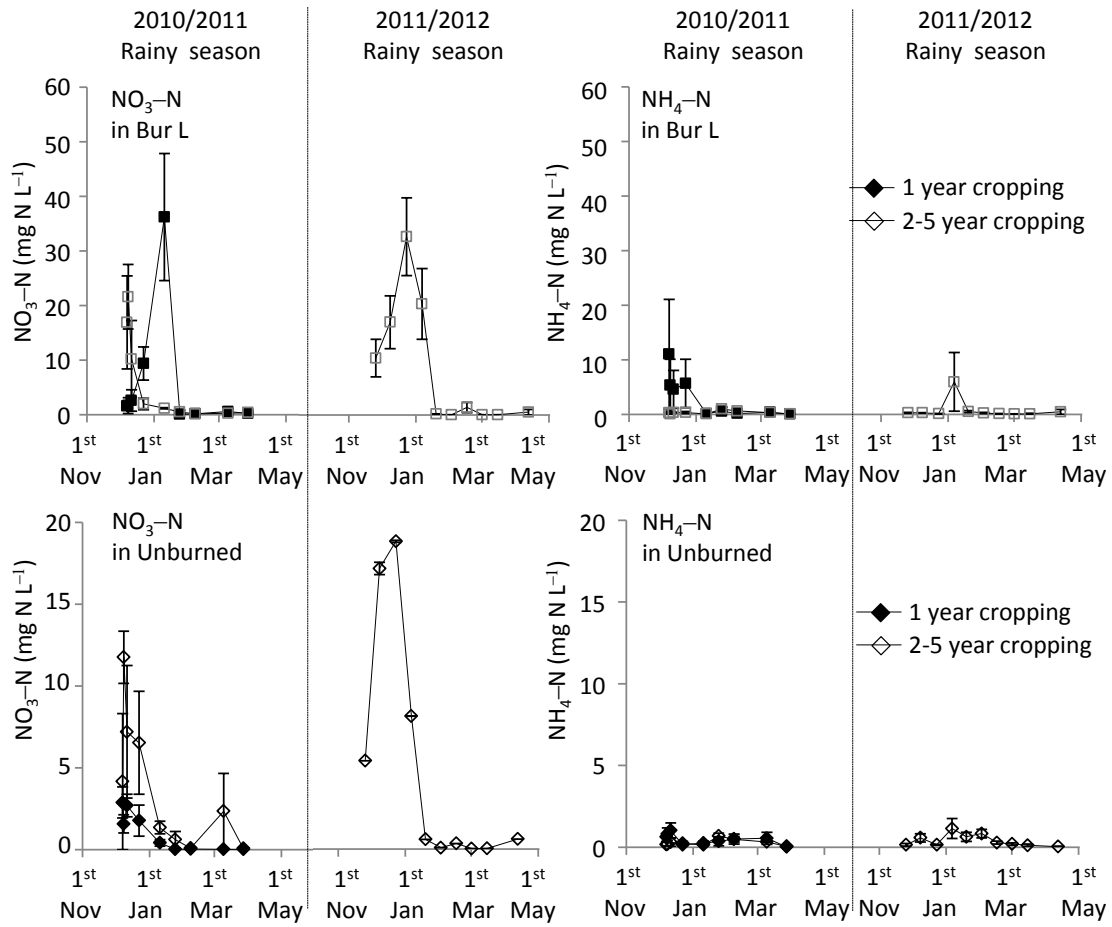 2010/2011
Rainy season
2011/2012
Rainy season
2010/2011
Rainy season
2011/2012
Rainy season
NO₃–N (mg N L⁻¹)
60
50
40
30
20
10
0
NO₃–N
in Bur L
1ˢᵗ 1ˢᵗ 1ˢᵗ 1ˢᵗ 1ˢᵗ 1ˢᵗ 1ˢᵗ 1ˢᵗ
Nov Jan Mar May Nov Jan Mar May
NH₄–N (mg N L⁻¹)
60
50
40
30
20
10
0
NH₄–N
in Bur L
1 year cropping
2-5 year cropping
1ˢᵗ 1ˢᵗ 1ˢᵗ 1ˢᵗ 1ˢᵗ 1ˢᵗ 1ˢᵗ 1ˢᵗ
Nov Jan Mar May Nov Jan Mar May
NO₃–N (mg N L⁻¹)
20
15
10
5
0
NO₃–N
in Unburned
1ˢᵗ 1ˢᵗ 1ˢᵗ 1ˢᵗ 1ˢᵗ 1ˢᵗ 1ˢᵗ 1ˢᵗ
Nov Jan Mar May Nov Jan Mar May
NH₄–N (mg N L⁻¹)
20
15
10
5
0
NH₄–N
in Unburned
1 year cropping
2-5 year cropping
1ˢᵗ 1ˢᵗ 1ˢᵗ 1ˢᵗ 1ˢᵗ 1ˢᵗ 1ˢᵗ 1ˢᵗ
Nov Jan Mar May Nov Jan Mar May